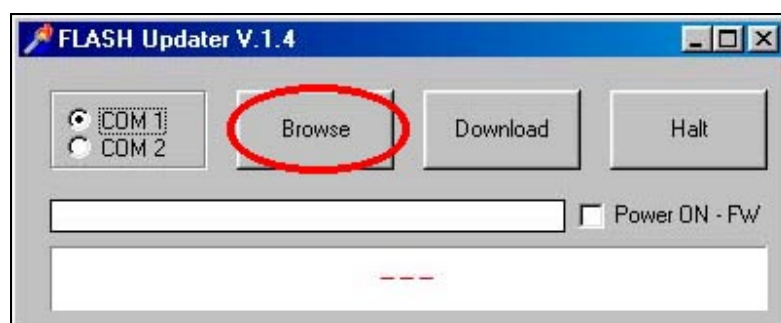 FLASH Updater V.1.4
COM 1
COM 2
Browse
Download
Halt
Power ON - FW
---